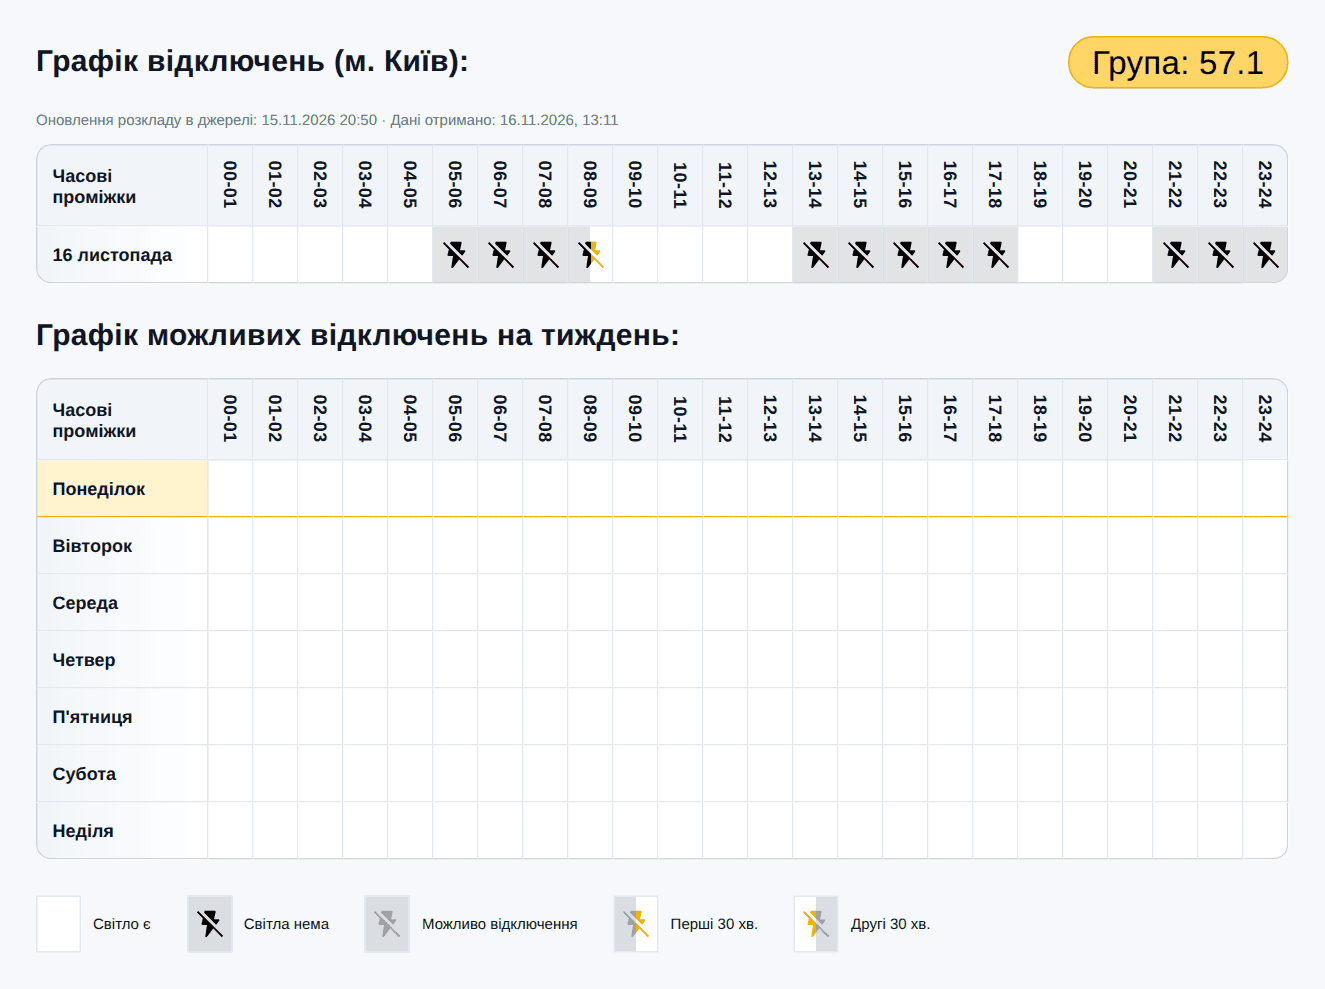 Графік відключень (м. Київ):
Група: 57.1
Оновлення розкладу в джерелі: 15.11.2026 20:50 · Дані отримано: 16.11.2026, 13:11
Часові проміжки 00-01 01-02 02-03 03-04 04-05 05-06 06-07 07-08 08-09 09-10 10-11 11-12 12-13 13-14 14-15 15-16 16-17 17-18 18-19 19-20 20-21 21-22 22-23 23-24
16 листопада
Графік можливих відключень на тиждень:
Часові проміжки 00-01 01-02 02-03 03-04 04-05 05-06 06-07 07-08 08-09 09-10 10-11 11-12 12-13 13-14 14-15 15-16 16-17 17-18 18-19 19-20 20-21 21-22 22-23 23-24
Понеділок
Вівторок
Середа
Четвер
П'ятниця
Субота
Неділя
Світло є Світла нема Можливо відключення Перші 30 хв. Другі 30 хв.